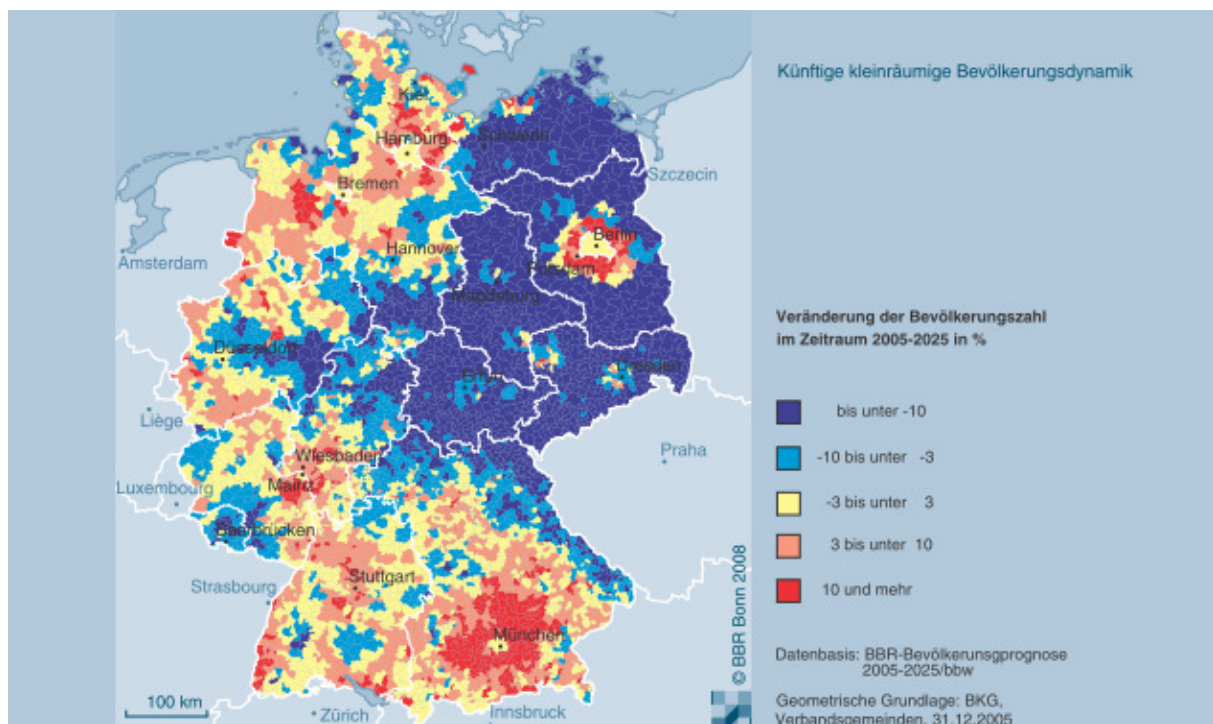 Künftige kleinräumige Bevölkerungsdynamik
Kiel
Schwerin
Hamburg
Szczecin
Bremen
Berlin
Hannover
Amsterdam
Potsdam
Magdeburg
Veränderung der Bevölkerungszahl
im Zeitraum 2005-2025 in %
Düsseldorf
Dresden
Erfurt
bis unter -10
Liège
-10 bis unter -3
Praha
Wiesbaden
Mainz
Luxembourg
-3 bis unter 3
Saarbrücken
3 bis unter 10
Strasbourg
Stuttgart
10 und mehr
München
© BBR Bonn 2008
Datenbasis: BBR-Bevölkerungsprognose
2005-2025/bbw
100 km
Zürich
Innsbruck
Geometrische Grundlage: BKG,
Verbandsgemeinden, 31.12.2005